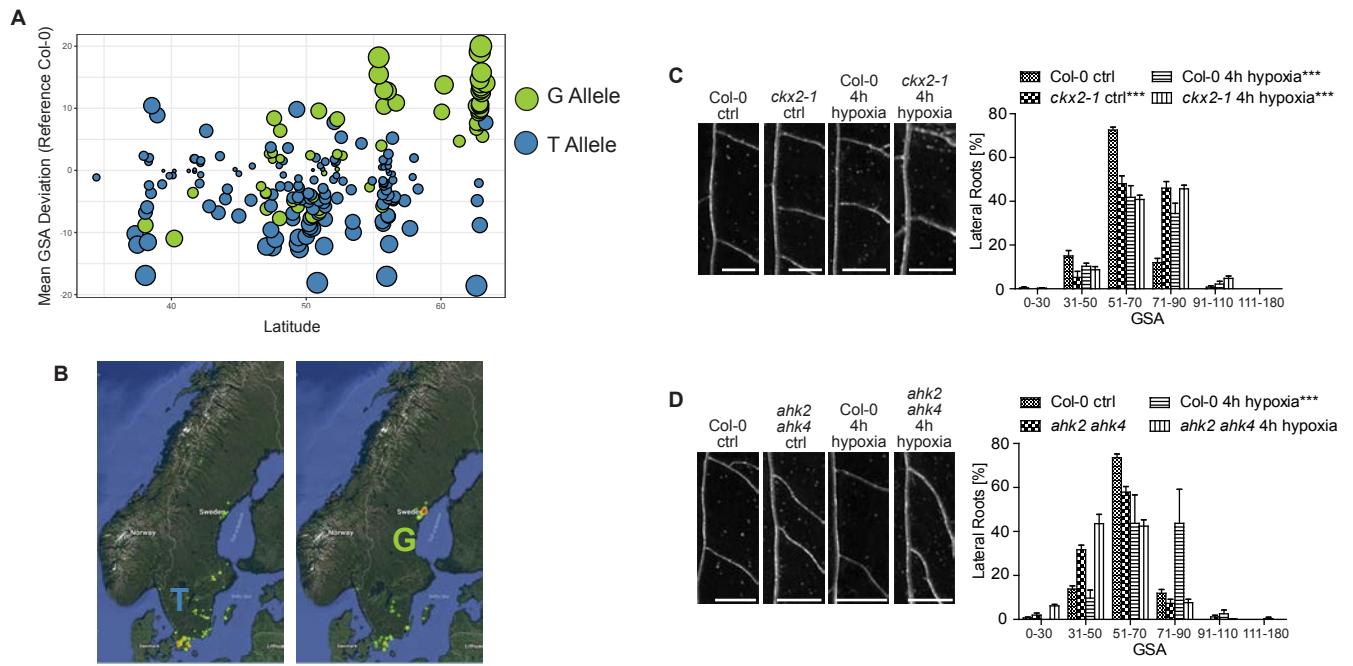 A
Mean GSA Deviation (Reference Col-0)
20
10
0
-10
-20
40
50
60
Latitude
G Allele
T Allele
B
Norway
Sweden
T
Norway
Sweden
G
C
Col-0
ctrl
ckx2-1
ctrl
Col-0
4h
hypoxia
ckx2-1
4h
hypoxia
Col-0 ctrl
Col-0 4h hypoxia***
ckx2-1 ctrl***
ckx2-1 4h hypoxia***
Lateral Roots [%]
80
60
40
20
0
0-30
31-50
51-70
71-90
91-110
111-180
GSA
D
Col-0
ctrl
ahk2
ahk4
ctrl
Col-0
4h
hypoxia
ahk2
ahk4
4h
hypoxia
Col-0 ctrl
Col-0 4h hypoxia***
ahk2 ahk4
ahk2 ahk4 4h hypoxia
Lateral Roots [%]
80
60
40
20
0
0-30
31-50
51-70
71-90
91-110
111-180
GSA